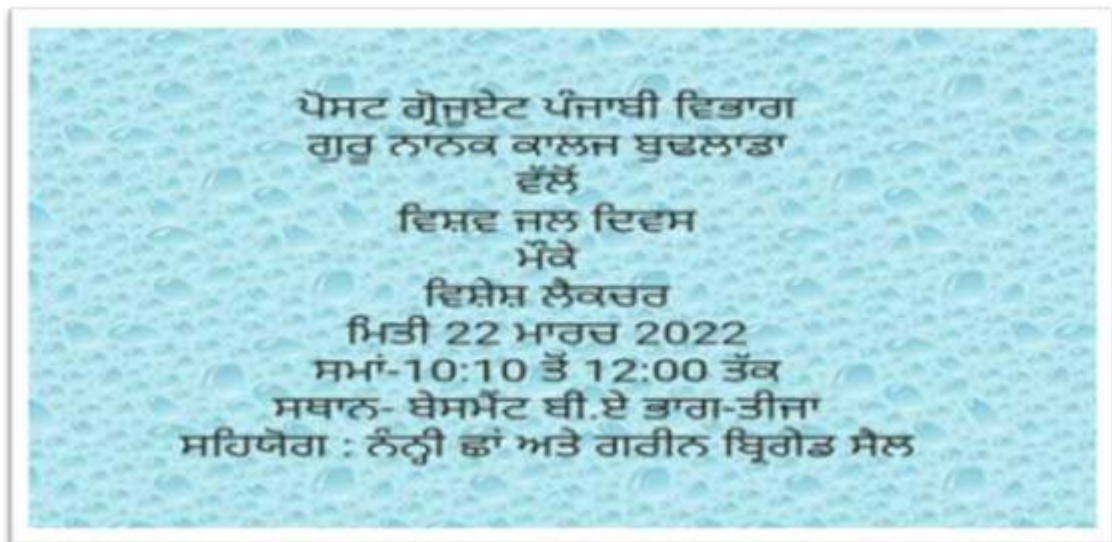 ਪੋਸਟ ਗ੍ਰੈਜੂਏਟ ਪੰਜਾਬੀ ਵਿਭਾਗ
ਗੁਰੂ ਨਾਨਕ ਕਾਲਜ ਬੁਢਲਾਡਾ
ਵੱਲੋਂ
ਵਿਸ਼ਵ ਜਲ ਦਿਵਸ
ਮੌਕੇ
ਵਿਸ਼ੇਸ਼ ਲੈਕਚਰ
ਮਿਤੀ 22 ਮਾਰਚ 2022
ਸਮਾਂ-10:10 ਤੋਂ 12:00 ਤੱਕ
ਸਥਾਨ- ਬੇਸਮੈਂਟ ਬੀ.ਏ ਭਾਗ-ਤੀਜਾ
ਸਹਿਯੋਗ : ਨੰਨ੍ਹੀ ਛਾਂ ਅਤੇ ਗਰੀਨ ਬ੍ਰਿਗੇਡ ਸੈਲ